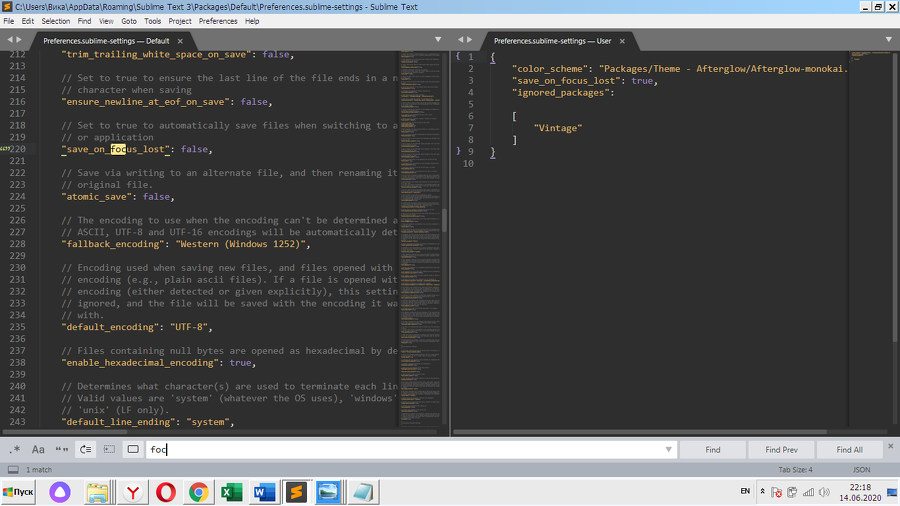 C:\Users\Вика\AppData\Roaming\Sublime Text 3\Packages\Default\Preferences.sublime-settings - Sublime Text
File Edit Selection Find View Goto Tools Project Preferences Help
Preferences.sublime-settings — Default
212 "trim_trailing_white_space_on_save": false,
213
214 // Set to true to ensure the last line of the file ends in a n
215 // character when saving
216 "ensure_newline_at_eof_on_save": false,
217
218 // Set to true to automatically save files when switching to a
219 // or application
220 "save_on_focus_lost": false,
221
222 // Save via writing to an alternate file, and then renaming it
223 // original file.
224 "atomic_save": false,
225
226 // The encoding to use when the encoding can't be determined a
227 // ASCII, UTF-8 and UTF-16 encodings will be automatically det
228 "fallback_encoding": "Western (Windows 1252)",
229
230 // Encoding used when saving new files, and files opened with
231 // encoding (e.g., plain ascii files). If a file is opened wit
232 // encoding (either detected or given explicitly), this settin
233 // ignored, and the file will be saved with the encoding it wa
234 // with.
235 "default_encoding": "UTF-8",
236
237 // Files containing null bytes are opened as hexadecimal by de
238 "enable_hexadecimal_encoding": true,
239
240 // Determines what character(s) are used to terminate each lin
241 // Valid values are 'system' (whatever the OS uses), 'windows'
242 // 'unix' (LF only).
243 "default_line_ending": "system",
Preferences.sublime-settings — User
1 {
2 "color_scheme": "Packages/Theme - Afterglow/Afterglow-monokai.
3 "save_on_focus_lost": true,
4 "ignored_packages":
5
6 [
7 "Vintage"
8 ]
9 }
10
.* Aa “” foc Find Find Prev Find All
1 match Tab Size: 4 JSON
Пуск EN 22:18
14.06.2020